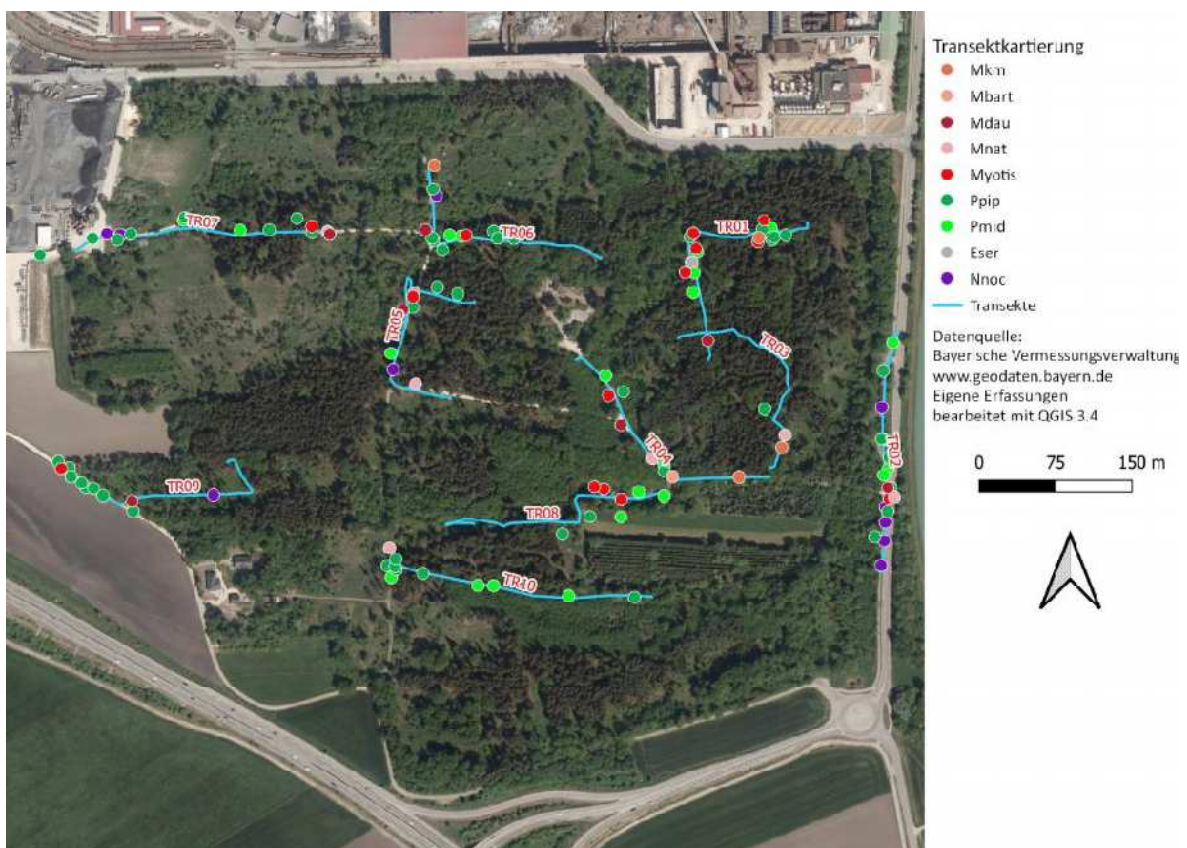 TR07
TR06
TR01
TR05
TR03
TR04
TR02
TR09
TR08
TR10
Transektkartierung
Mkm
Mbart
Mdau
Mnat
Myotis
Ppip
Pmid
Eser
Nnoc
Transekte
Datenquelle:
Bayerische Vermessungsverwaltung
www.geodaten.bayern.de
Eigene Erfassungen
bearbeitet mit QGIS 3.4
0 75 150 m